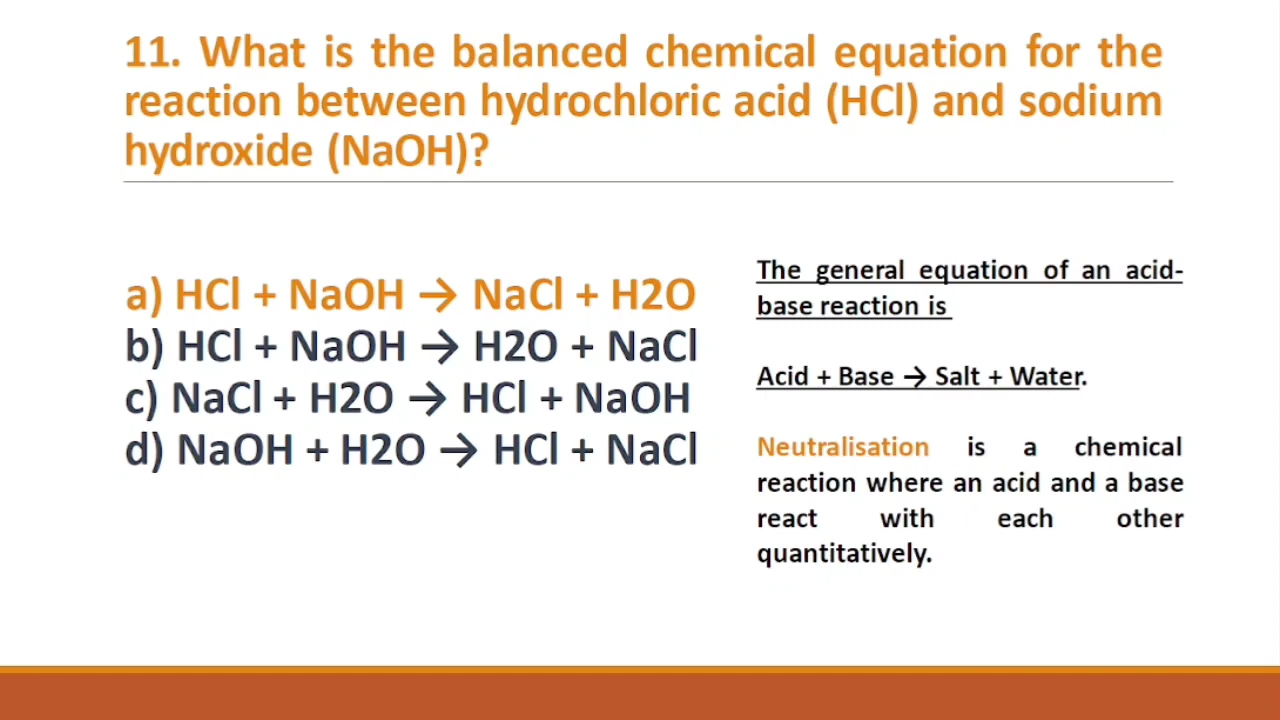 11. What is the balanced chemical equation for the
reaction between hydrochloric acid (HCl) and sodium
hydroxide (NaOH)?
a) HCl + NaOH → NaCl + H2O
b) HCl + NaOH → H2O + NaCl
c) NaCl + H2O → HCl + NaOH
d) NaOH + H2O → HCl + NaCl
The general equation of an acid-
base reaction is
Acid + Base → Salt + Water.
Neutralisation is a chemical
reaction where an acid and a base
react with each other
quantitatively.